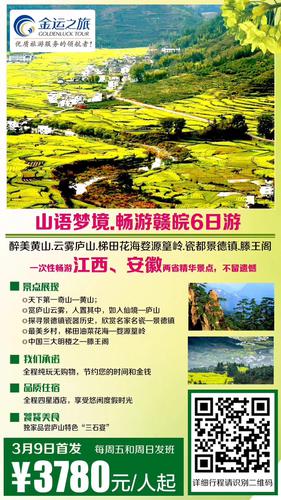 金运之旅
GOLDENLUCK TOUR
优质旅游服务的领航者!
山语梦境.畅游赣皖6日游
醉美黄山.云雾庐山.梯田花海婺源篁岭.瓷都景德镇.滕王阁
一次性畅游江西、安徽两省精华景点，不留遗憾
景点展现
天下第一奇山—黄山;
赏庐山云雾，人置其中，如入仙境—庐山
探寻景德镇瓷器历史，欣赏名家名瓷—景德镇
最美乡村，梯田油菜花海—婺源篁岭
中国三大明楼之一滕王阁
我们承诺
全程纯玩无购物，节约您的时间和金钱
品质住宿
全程四星酒店，享受悠闲度假时光
餐餐美食
独家品尝庐山特色“三石宴”
3月9日首发
每周五和周日发班
¥3780元/人起
详细行程请识别二维码